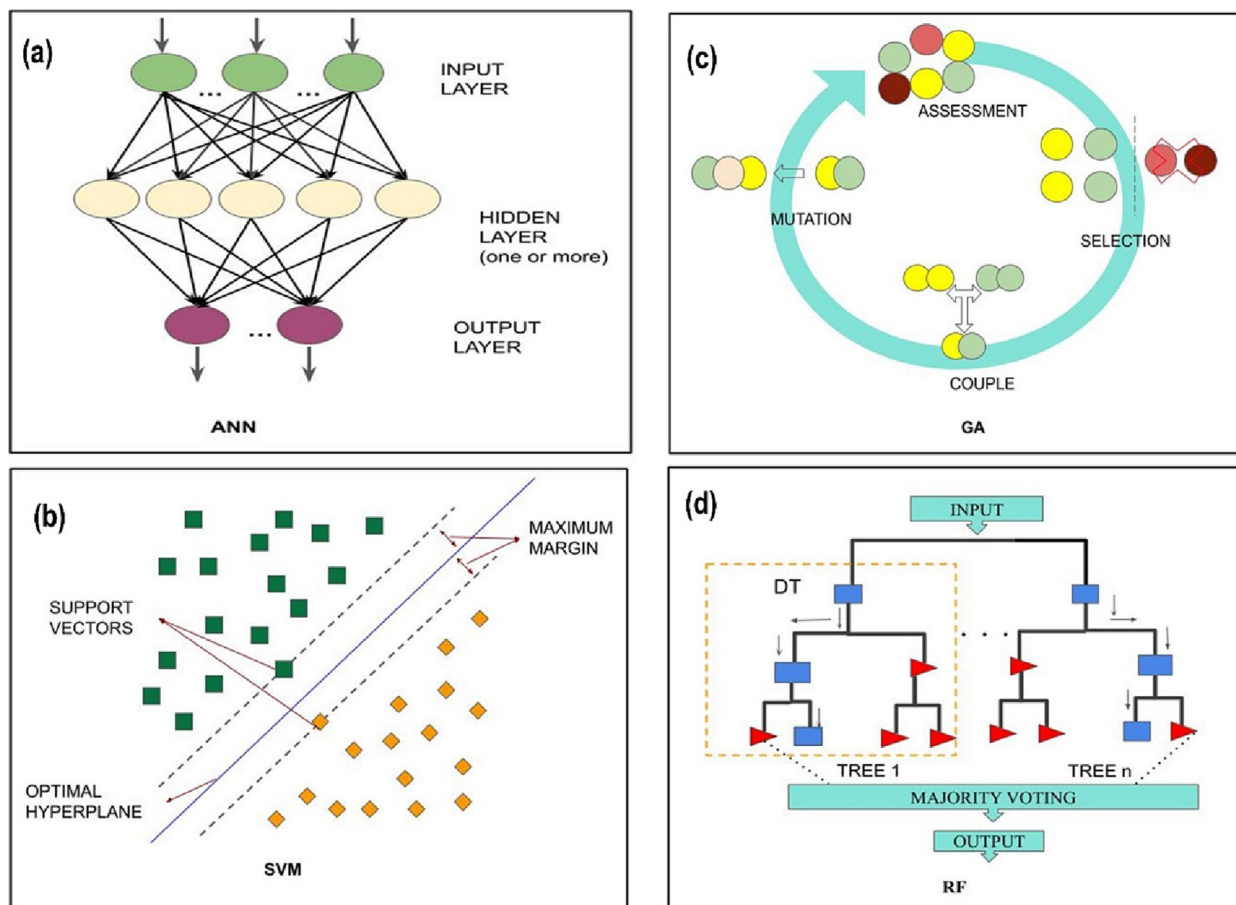 (a)
INPUT
LAYER
... ...
HIDDEN
LAYER
(one or more)
...
OUTPUT
LAYER
ANN
(c)
ASSESSMENT
MUTATION
SELECTION
COUPLE
GA
(b)
MAXIMUM
MARGIN
SUPPORT
VECTORS
OPTIMAL
HYPERPLANE
SVM
(d)
INPUT
DT
. . . .
TREE 1
TREE n
MAJORITY VOTING
OUTPUT
RF